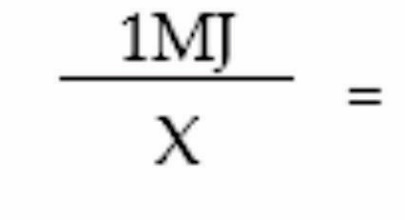 1MJ
X
=